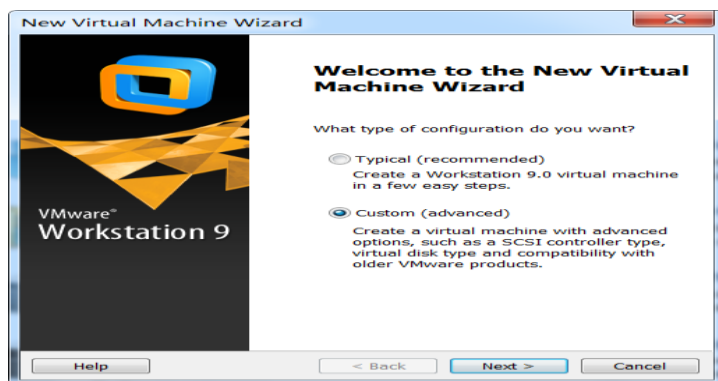 New Virtual Machine Wizard
VMware®
Workstation 9
Welcome to the New Virtual
Machine Wizard
What type of configuration do you want?
Typical (recommended)
Create a Workstation 9.0 virtual machine
in a few easy steps.
Custom (advanced)
Create a virtual machine with advanced
options, such as a SCSI controller type,
virtual disk type and compatibility with
older VMware products.
Help
< Back
Next >
Cancel